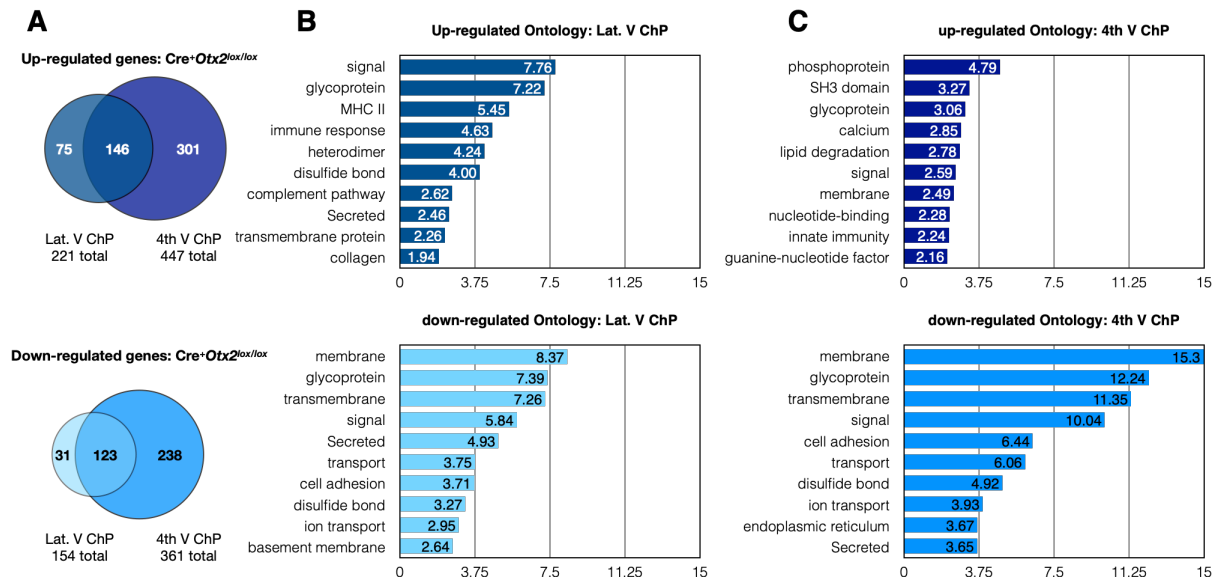 A
Up-regulated genes: Cre+Otx2lox/lox
75
146
301
Lat. V ChP
221 total
4th V ChP
447 total
Down-regulated genes: Cre+Otx2lox/lox
31
123
238
Lat. V ChP
154 total
4th V ChP
361 total
B
Up-regulated Ontology: Lat. V ChP
signal 7.76
glycoprotein 7.22
MHC II 5.45
immune response 4.63
heterodimer 4.24
disulfide bond 4.00
complement pathway 2.62
Secreted 2.46
transmembrane protein 2.26
collagen 1.94
0 3.75 7.5 11.25 15
down-regulated Ontology: Lat. V ChP
membrane 8.37
glycoprotein 7.39
transmembrane 7.26
signal 5.84
Secreted 4.93
transport 3.75
cell adhesion 3.71
disulfide bond 3.27
ion transport 2.95
basement membrane 2.64
0 3.75 7.5 11.25 15
C
up-regulated Ontology: 4th V ChP
phosphoprotein 4.79
SH3 domain 3.27
glycoprotein 3.06
calcium 2.85
lipid degradation 2.78
signal 2.59
membrane 2.49
nucleotide-binding 2.28
innate immunity 2.24
guanine-nucleotide factor 2.16
0 3.75 7.5 11.25 15
down-regulated Ontology: 4th V ChP
membrane 15.3
glycoprotein 12.24
transmembrane 11.35
signal 10.04
cell adhesion 6.44
transport 6.06
disulfide bond 4.92
ion transport 3.93
endoplasmic reticulum 3.67
Secreted 3.65
0 3.75 7.5 11.25 15